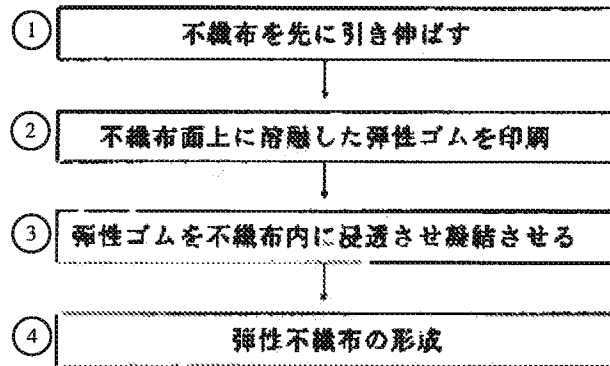 ① 不織布を先に引き伸ばす
② 不織布面上に溶融した弾性ゴムを印刷
③ 弾性ゴムを不織布内に浸透させ凝結させる
④ 弾性不織布の形成